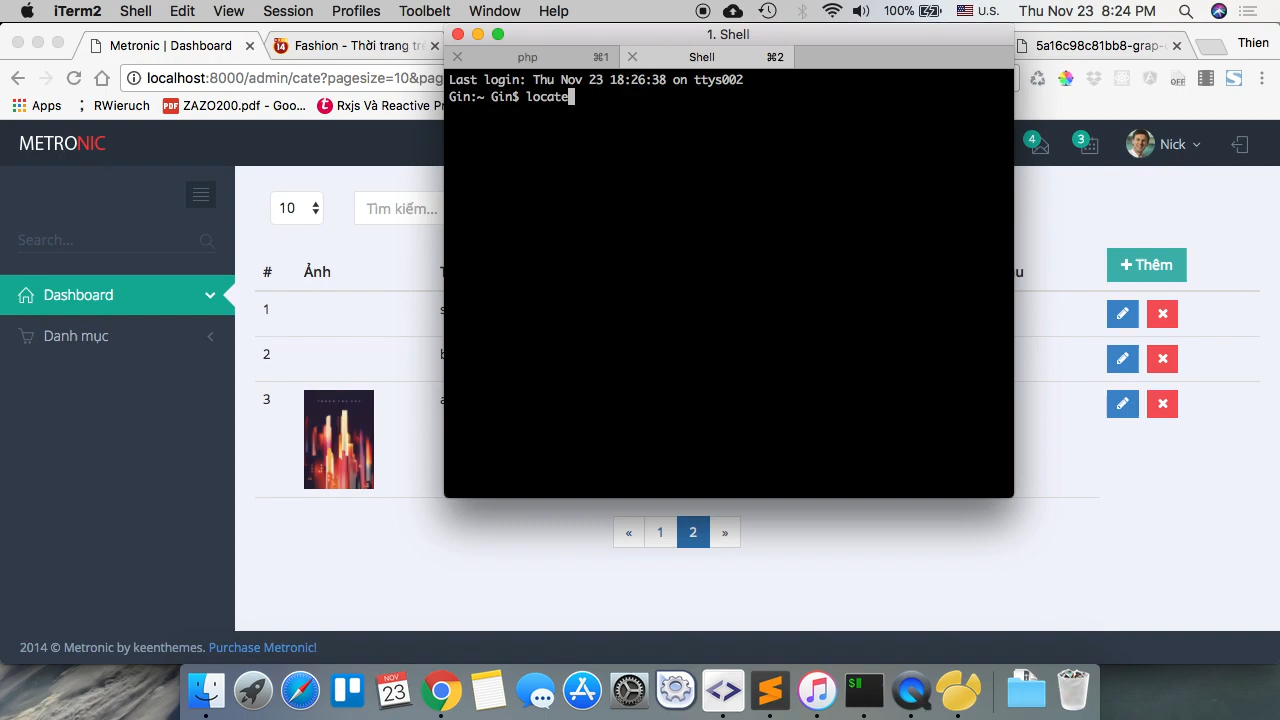 iTerm2 Shell Edit View Session Profiles Toolbelt Window Help 100% U.S. Thu Nov 23 8:24 PM
Metronic | Dashboard Fashion - Thời trang trẻ 5a16c98c81bb8-grap-c Thien
localhost:8000/admin/cate?pagesize=10&pag
Apps RWieruch PDF ZAZO200.pdf - Goo... Rxjs Và Reactive Pr
1. Shell
php ⌘1 Shell ⌘2
Last login: Thu Nov 23 18:26:38 on ttys002
Gin:~ Gin$ locate
METRONIC 4 3 Nick
10 Tìm kiếm...
Search...
# Ảnh + Thêm
Dashboard
1
Danh mục
2
3
« 1 2 »
2014 © Metronic by keenthemes. Purchase Metronic!
NOV
23